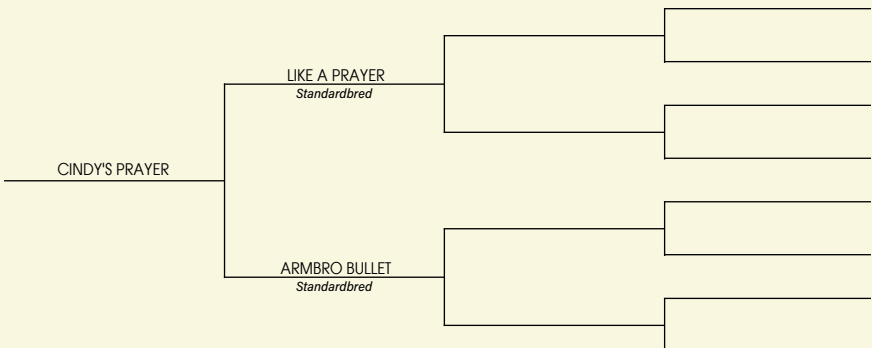 LIKE A PRAYER
Standardbred
CINDY'S PRAYER
ARMBRO BULLET
Standardbred